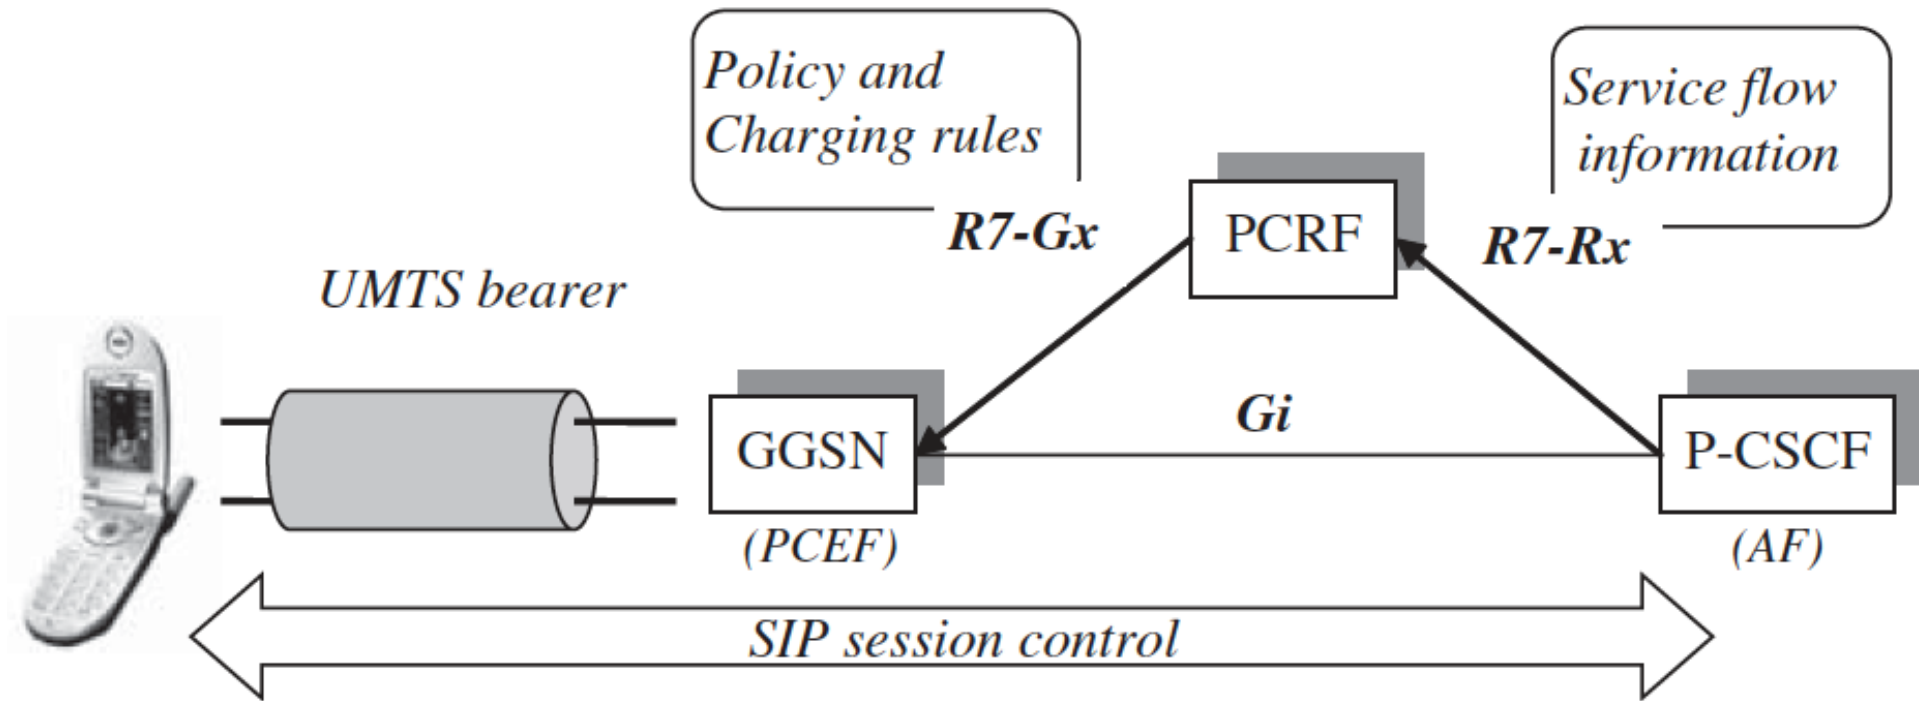 Policy and
Charging rules
Service flow
information
R7-Gx
PCRF
R7-Rx
UMTS bearer
Gi
GGSN
P-CSCF
(PCEF)
(AF)
SIP session control